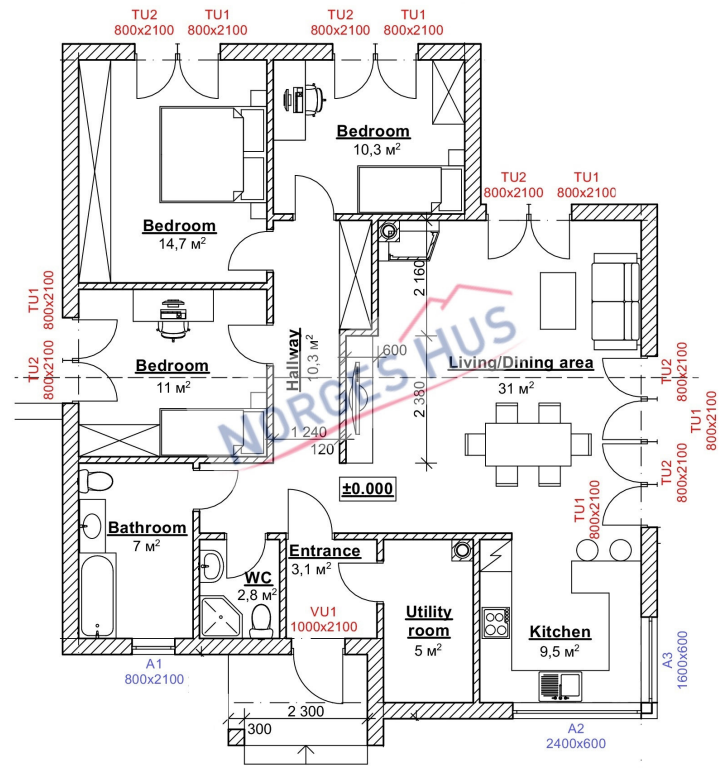 TU2 TU1 TU2 TU1
800x2100 800x2100 800x2100 800x2100
Bedroom
10,3 м²
TU2 TU1
800x2100 800x2100
Bedroom
14,7 м²
2 160
TU1
800x2100
TU2
800x2100
Bedroom
11 м²
Hallway
10,3 м²
600
Living/Dining area
31 м²
2 380
NORGES HUS
1 240
120
TU2
800x2100
TU1
800x2100
TU2
800x2100
TU1
800x2100
±0.000
Bathroom
7 м²
WC
2,8 м²
Entrance
3,1 м²
VU1
1000x2100
Utility
room
5 м²
Kitchen
9,5 м²
A1
800x2100
A3
1600x600
2 300
300
A2
2400x600